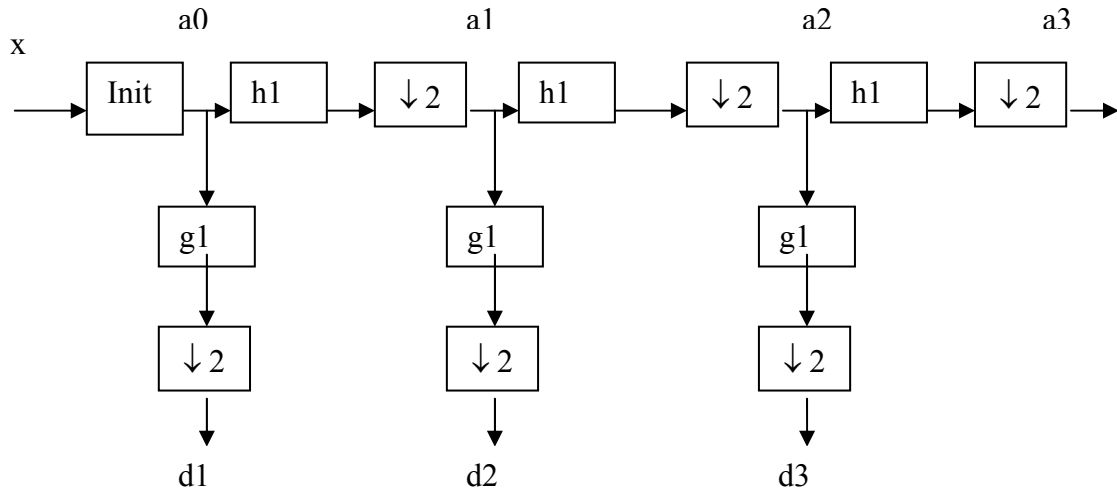 a0 a1 a2 a3
x
Init h1 ↓2 h1 ↓2 h1 ↓2
g1 g1 g1
↓2 ↓2 ↓2
d1 d2 d3